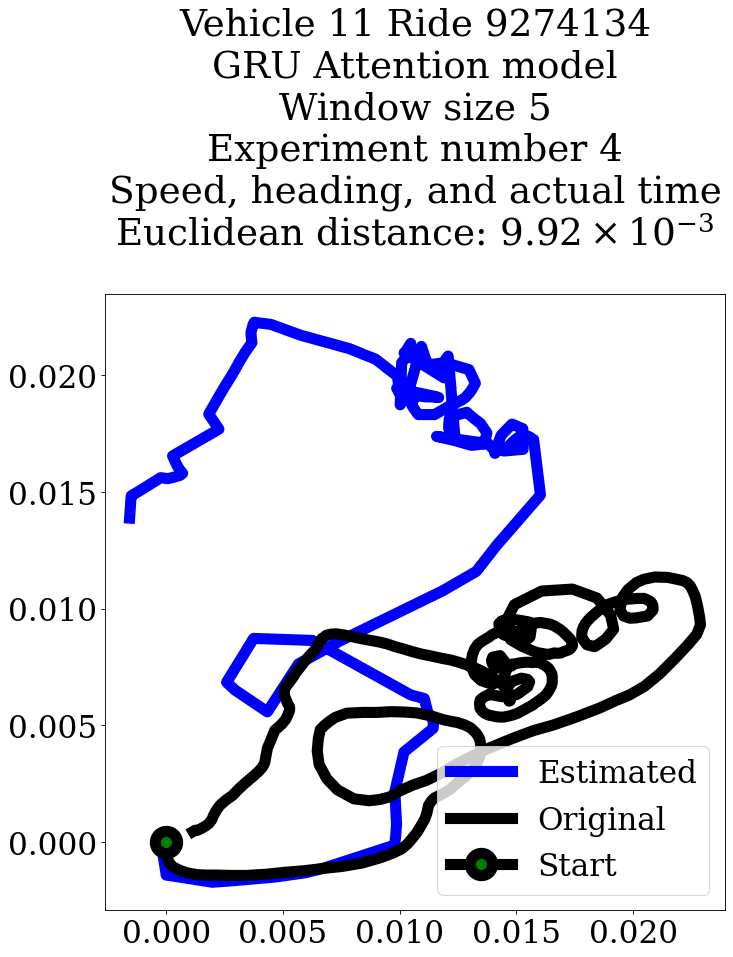 Vehicle 11 Ride 9274134
GRU Attention model
Window size 5
Experiment number 4
Speed, heading, and actual time
Euclidean distance: 9.92 × 10⁻³
0.020
0.015
0.010
0.005
0.000
Estimated
Original
Start
0.000 0.005 0.010 0.015 0.020